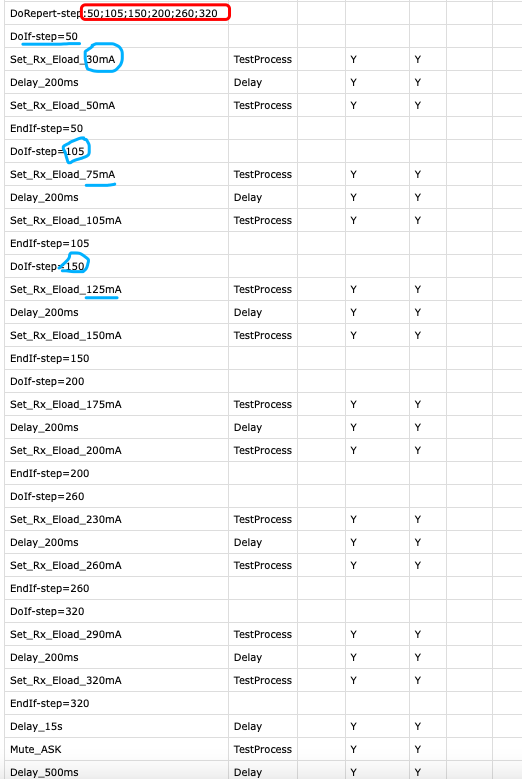 DoRepert-step:50;105;150;200;260;320
DoIf-step=50
Set_Rx_Eload_30mA TestProcess Y Y
Delay_200ms Delay Y Y
Set_Rx_Eload_50mA TestProcess Y Y
EndIf-step=50
DoIf-step=105
Set_Rx_Eload_75mA TestProcess Y Y
Delay_200ms Delay Y Y
Set_Rx_Eload_105mA TestProcess Y Y
EndIf-step=105
DoIf-step=150
Set_Rx_Eload_125mA TestProcess Y Y
Delay_200ms Delay Y Y
Set_Rx_Eload_150mA TestProcess Y Y
EndIf-step=150
DoIf-step=200
Set_Rx_Eload_175mA TestProcess Y Y
Delay_200ms Delay Y Y
Set_Rx_Eload_200mA TestProcess Y Y
EndIf-step=200
DoIf-step=260
Set_Rx_Eload_230mA TestProcess Y Y
Delay_200ms Delay Y Y
Set_Rx_Eload_260mA TestProcess Y Y
EndIf-step=260
DoIf-step=320
Set_Rx_Eload_290mA TestProcess Y Y
Delay_200ms Delay Y Y
Set_Rx_Eload_320mA TestProcess Y Y
EndIf-step=320
Delay_15s Delay Y Y
Mute_ASK TestProcess Y Y
Delay_500ms Delay Y Y